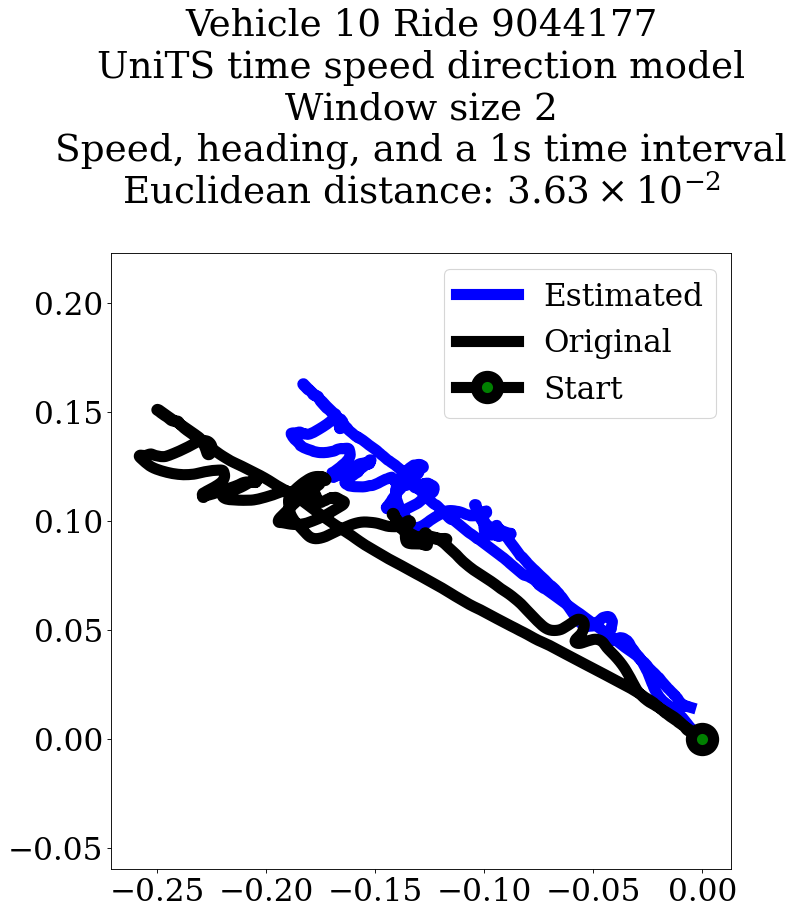 Vehicle 10 Ride 9044177
UniTS time speed direction model
Window size 2
Speed, heading, and a 1s time interval
Euclidean distance: 3.63 × 10⁻²
Estimated
Original
Start
0.20
0.15
0.10
0.05
0.00
−0.05
−0.25 −0.20 −0.15 −0.10 −0.05 0.00